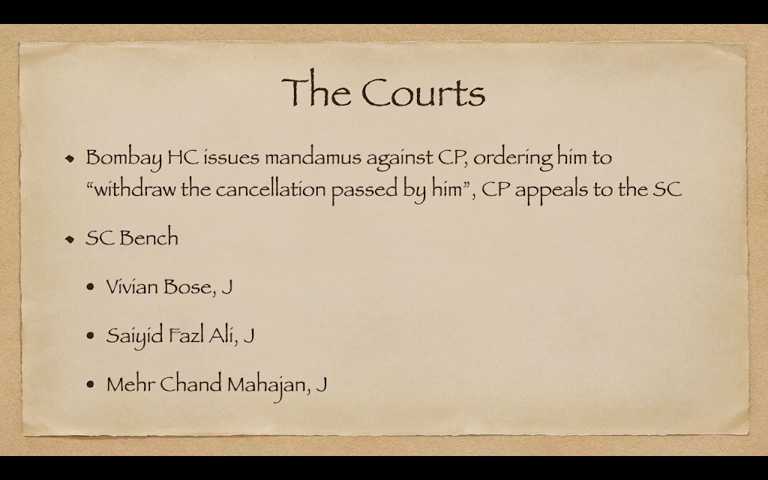 The Courts
Bombay HC issues mandamus against CP, ordering him to
“withdraw the cancellation passed by him”, CP appeals to the SC
SC Bench
Vivian Bose, J
Saiyid Fazl Ali, J
Mehr Chand Mahajan, J